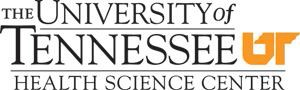 THE UNIVERSITY of
TENNESSEE UT
HEALTH SCIENCE CENTER